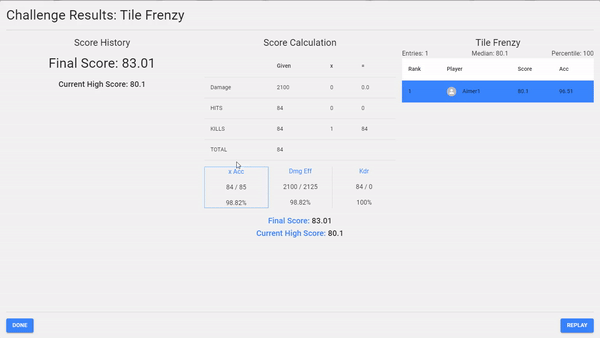 Challenge Results: Tile Frenzy
Score History
Final Score: 83.01
Current High Score: 80.1
Score Calculation
Given x =
Damage 2100 0 0.0
HITS 84 0 0
KILLS 84 1 84
TOTAL 84
x Acc Dmg Eff Kdr
84 / 85 2100 / 2125 84 / 0
98.82% 98.82% 100%
Final Score: 83.01
Current High Score: 80.1
Tile Frenzy
Entries: 1 Median: 80.1 Percentile: 100
Rank Player Score Acc
1 80.1
DONE
REPLAY